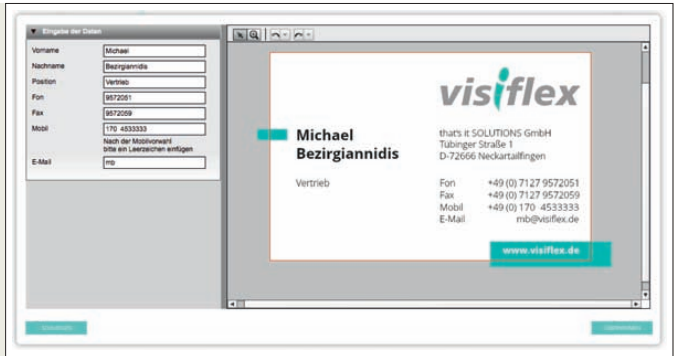 Eingabe der Daten
Vorname Michael
Nachname Bezirgiannidis
Position Vertrieb
Fon 9572051
Fax 9572059
Mobil 170 4533333
Nach der Mobilvorwahl
bitte ein Leerzeichen einfügen
E-Mail mb
visiflex
Michael
Bezirgiannidis
Vertrieb
that's it SOLUTIONS GmbH
Tübinger Straße 1
D-72666 Neckartailfingen
Fon +49 (0) 7127 9572051
Fax +49 (0) 7127 9572059
Mobil +49 (0) 170 4533333
E-Mail mb@visiflex.de
www.visiflex.de